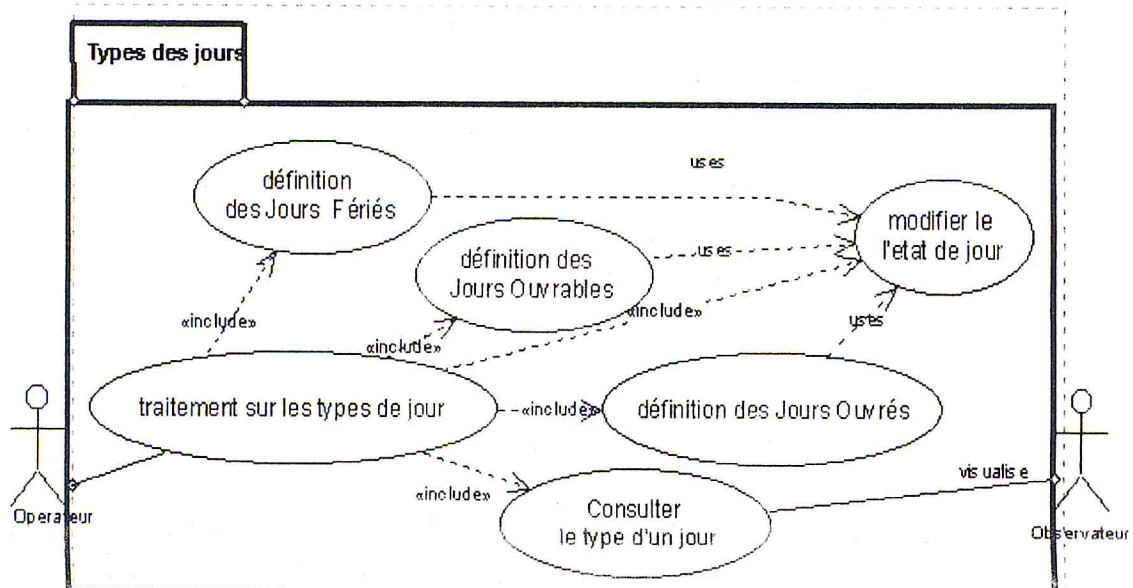 Types des jours
définition
des Jours Fériés
uses
modifier le
l'etat de jour
définition des
Jours Ouvrables
uses
«include»
«include»
«include»
uses
traitement sur les types de jour
«include»
définition des Jours Ouvrés
Operateur
«include»
Consulter
le type d'un jour
visualise
Observateur